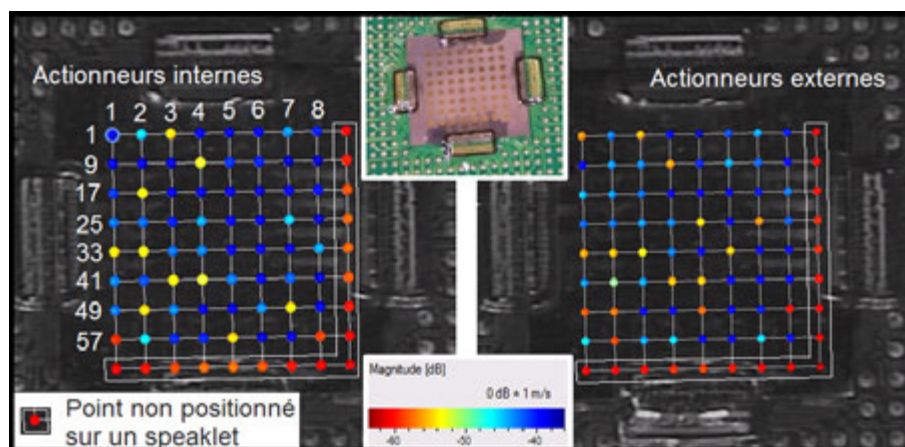 Actionneurs internes
1 2 3 4 5 6 7 8
1
9
17
25
33
41
49
57
Actionneurs externes
Magnitude [dB]
0 dB = 1 m/s
-60 -50 -40
Point non positionné
sur un speaklet